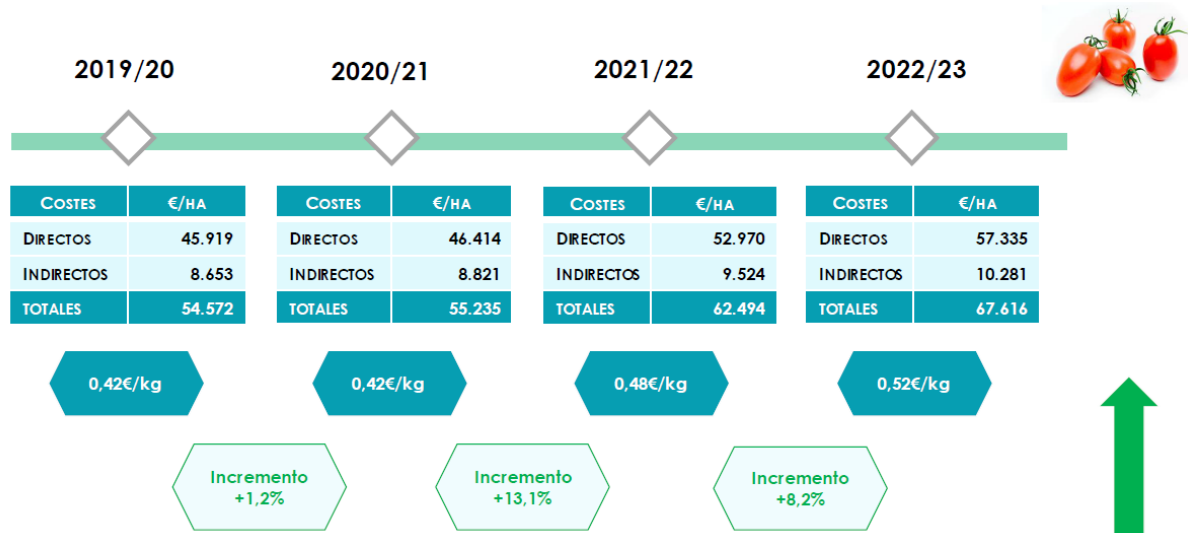 2019/20
2020/21
2021/22
2022/23
COSTES €/HA
DIRECTOS 45.919
INDIRECTOS 8.653
TOTALES 54.572
COSTES €/HA
DIRECTOS 46.414
INDIRECTOS 8.821
TOTALES 55.235
COSTES €/HA
DIRECTOS 52.970
INDIRECTOS 9.524
TOTALES 62.494
COSTES €/HA
DIRECTOS 57.335
INDIRECTOS 10.281
TOTALES 67.616
0,42€/kg
0,42€/kg
0,48€/kg
0,52€/kg
Incremento
+1,2%
Incremento
+13,1%
Incremento
+8,2%